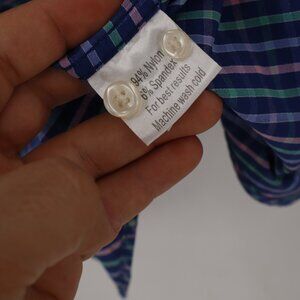 94% Nylon
6% Spandex
For best results
Machine wash cold